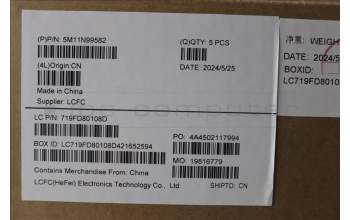 (P)P/N: 5M11N99582
(Q)QTY: 5 PCS
净重: WEIGH
(4L)Origin CN
DATE: 2024/5/25
DATE: 2024/5
BOXID:
LC719FD8010
Made in China
Supplier: LCFC
LC P/N: 719FD80108D
PO: A4502117994
BOX ID: LC719FD80108D421652594
MO: 19816779
Contains Merchandise From: China
LCFC(HeFei) Electronics Technology Co., Ltd
SHIPTO: CN